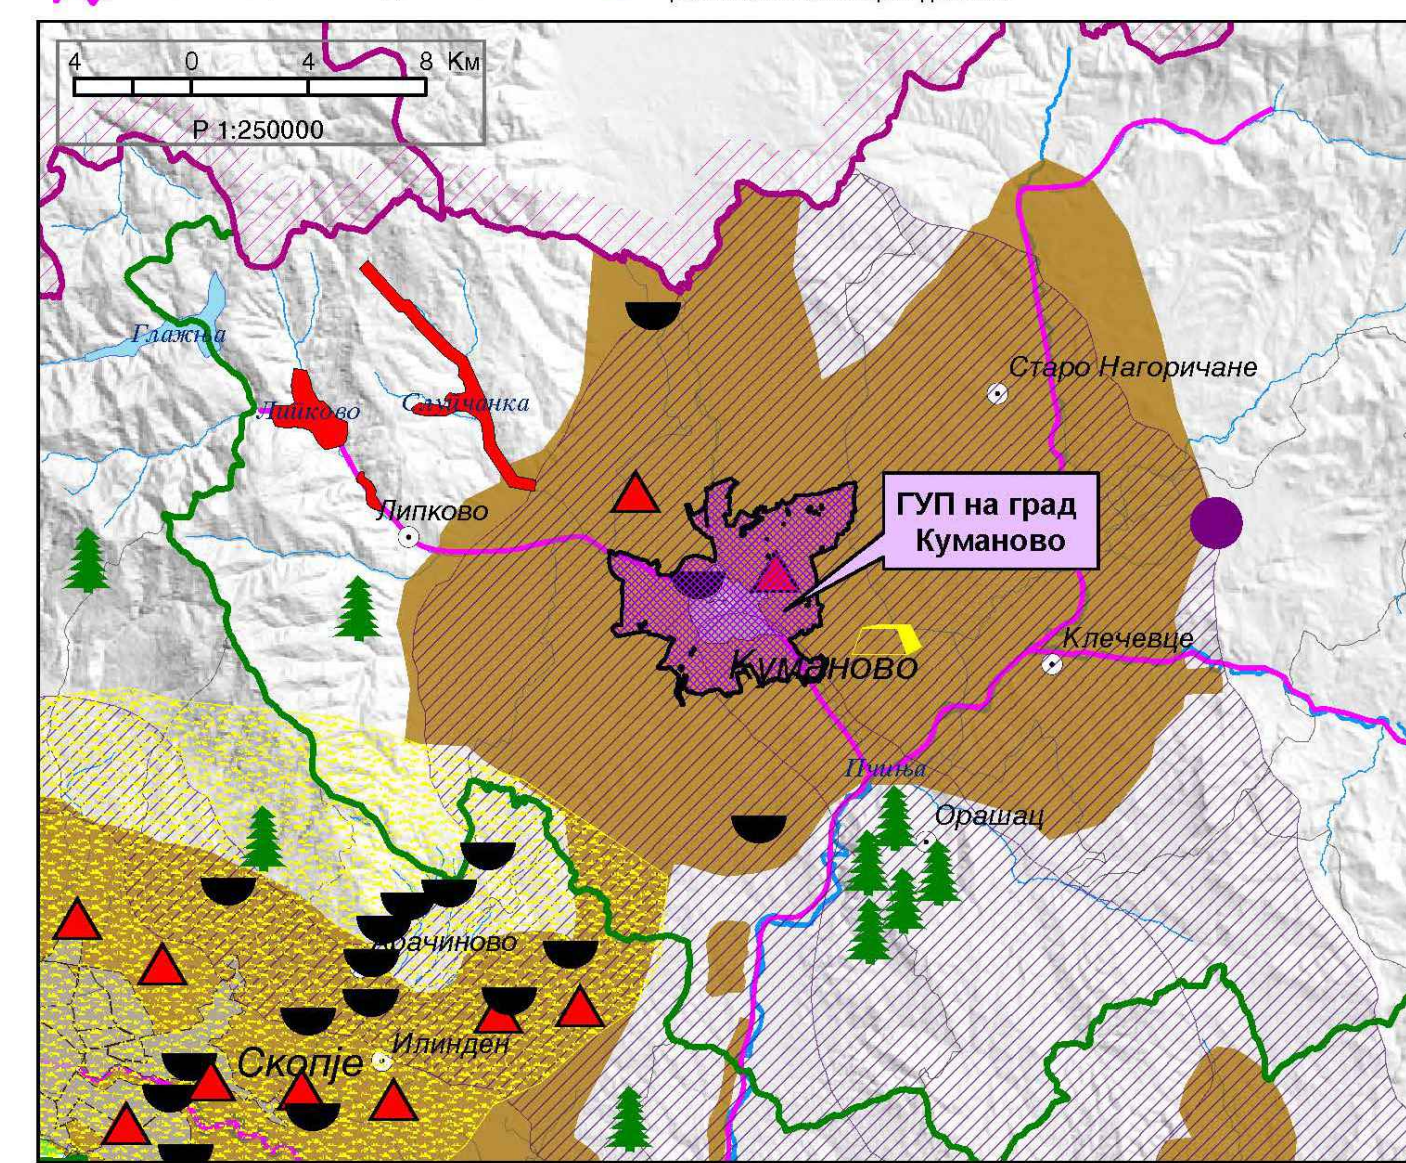 4 0 4 8 Км
Р 1:250000
Глажња
Старо Нагоричане
Липково
Слупчанка
ГУП на град
Куманово
Липково
Клечевце
Куманово
Пчиња
Орашац
Арачиново
Илинден
Скопје